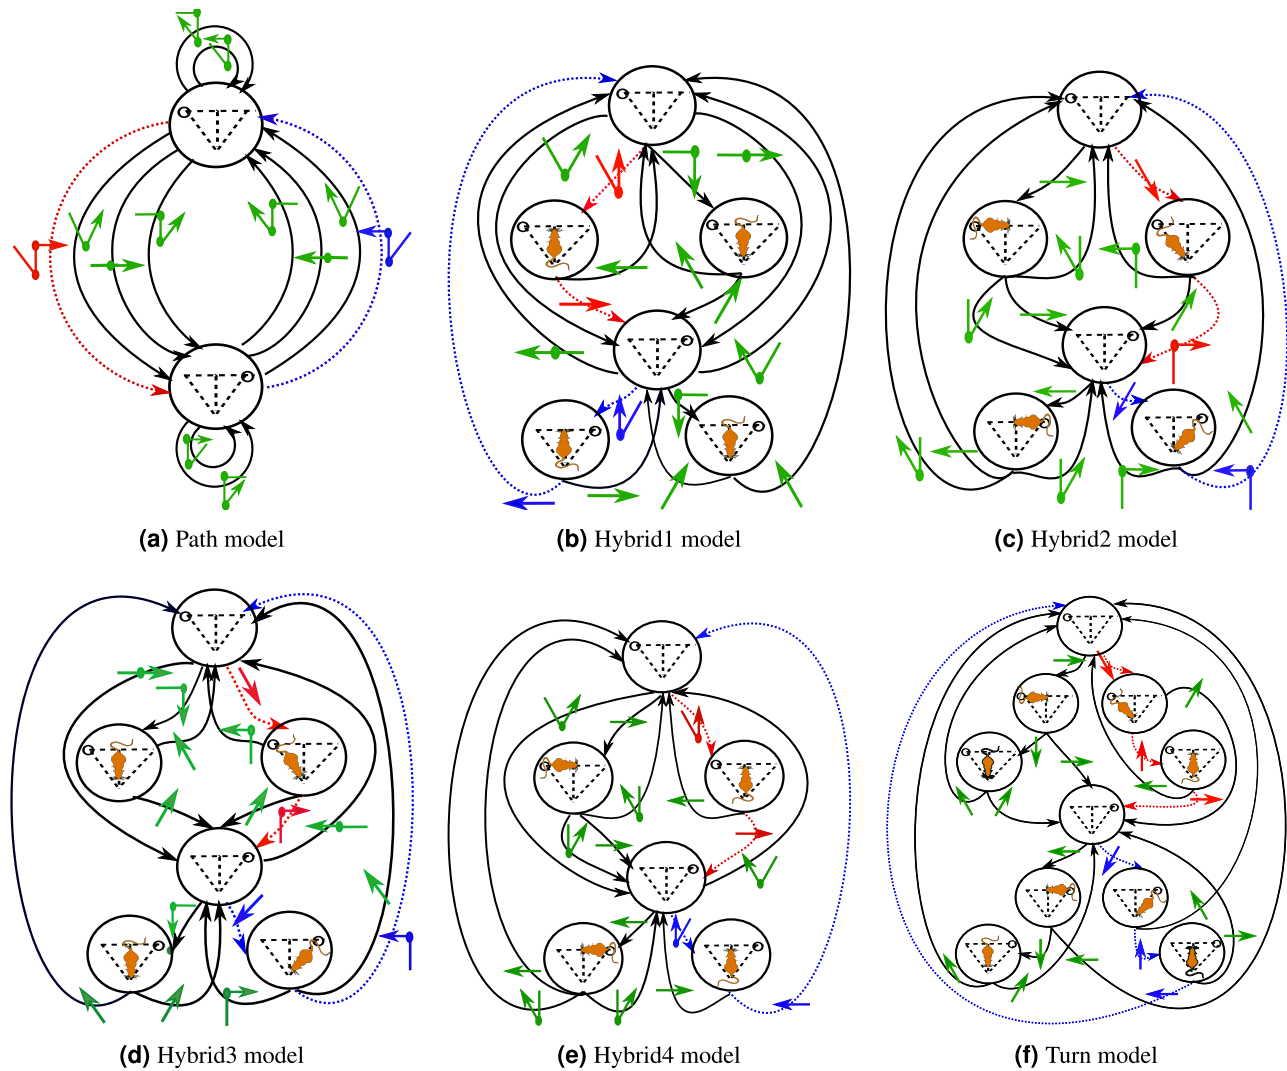 (a) Path model
(b) Hybrid1 model
(c) Hybrid2 model
(d) Hybrid3 model
(e) Hybrid4 model
(f) Turn model